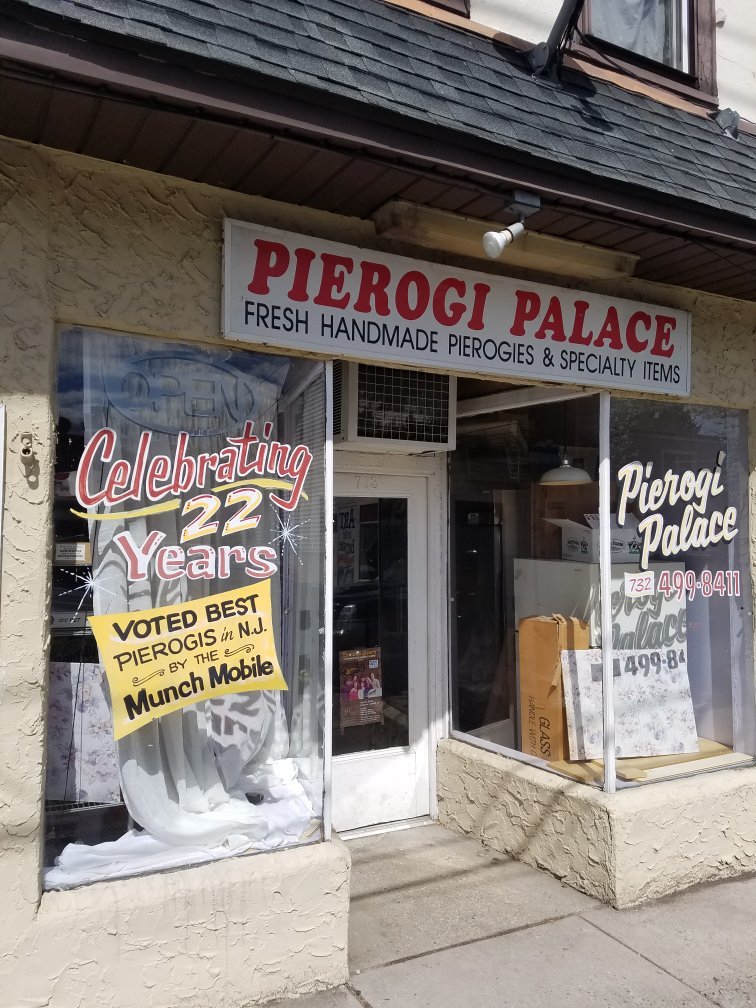 PIEROGI PALACE
FRESH HANDMADE PIEROGIES & SPECIALTY ITEMS
OPEN
Celebrating
22
Years
VOTED BEST
PIEROGIS in N.J.
BY THE
Munch Mobile
713
Pierogi
Palace
732 499-8411
GLASS